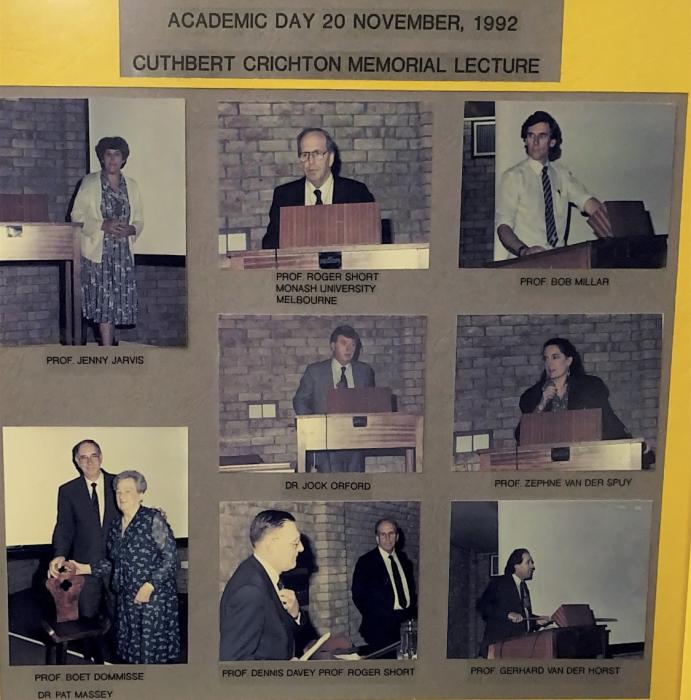 ACADEMIC DAY 20 NOVEMBER, 1992
CUTHBERT CRICHTON MEMORIAL LECTURE
PROF. JENNY JARVIS
PROF. ROGER SHORT
MONASH UNIVERSITY
MELBOURNE
PROF. BOB MILLAR
DR. JOCK ORFORD
PROF. ZEPHNE VAN DER SPUY
PROF. BOET DOMMISSE
DR PAT MASSEY
PROF. DENNIS DAVEY PROF. ROGER SHORT
PROF. GERHARD VAN DER HORST